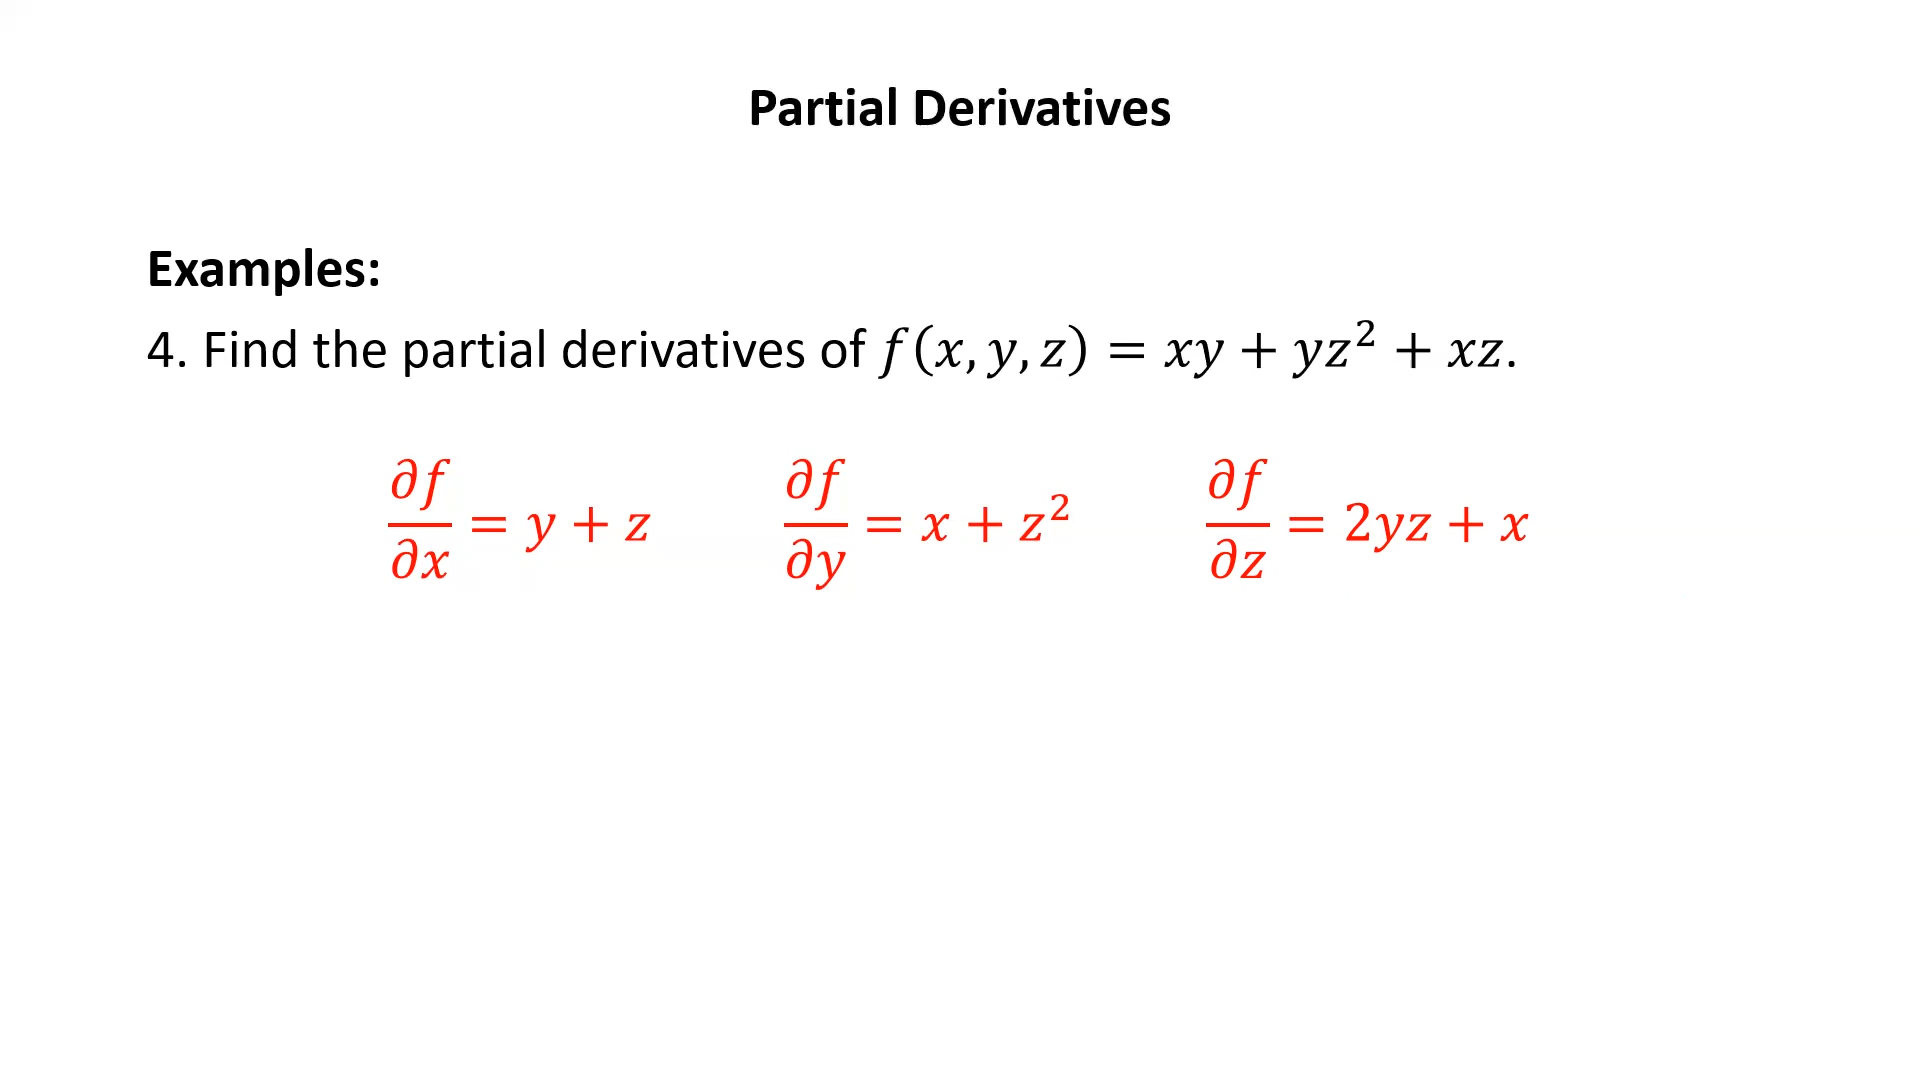 Partial Derivatives
Examples:
4. Find the partial derivatives of 𝑓(𝑥, 𝑦, 𝑧) = 𝑥𝑦 + 𝑦𝑧² + 𝑥𝑧.
∂𝑓/∂𝑥 = 𝑦 + 𝑧 ∂𝑓/∂𝑦 = 𝑥 + 𝑧² ∂𝑓/∂𝑧 = 2𝑦𝑧 + 𝑥